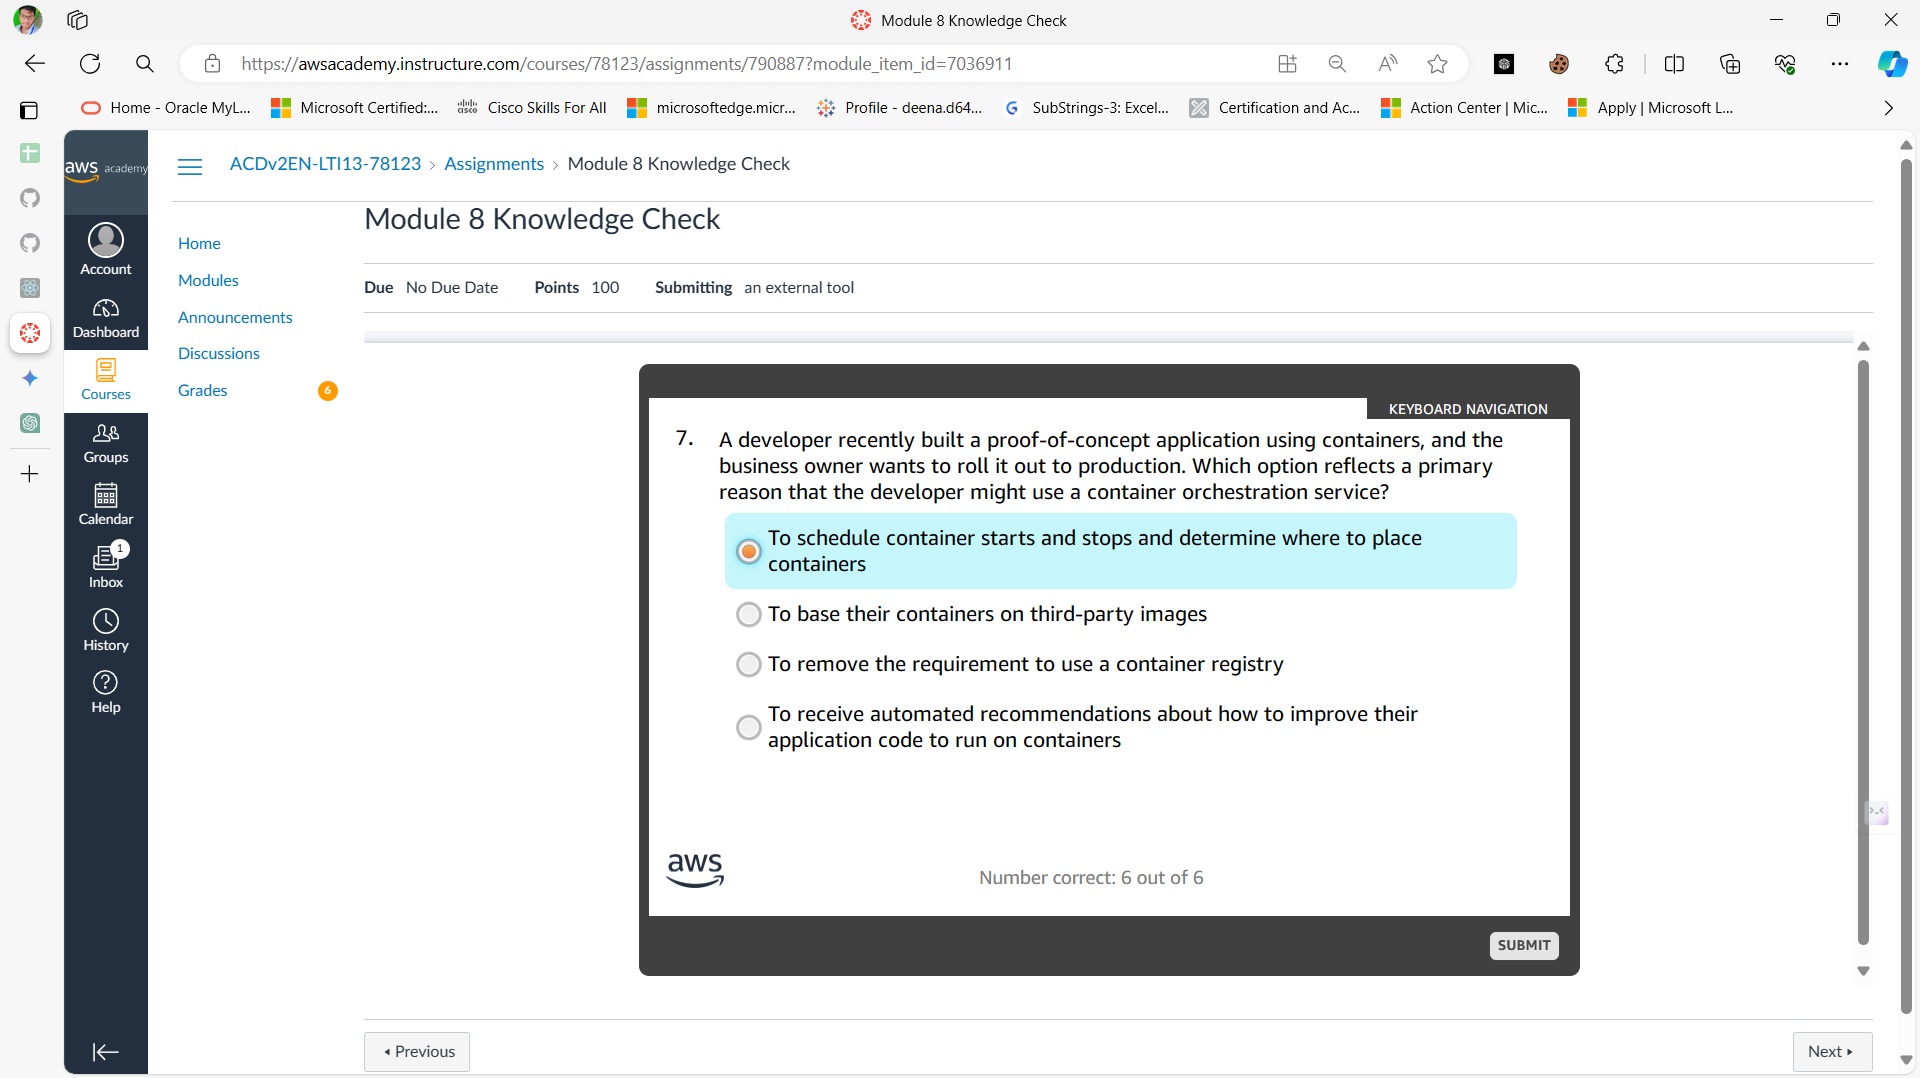 Module 8 Knowledge Check
https://awsacademy.instructure.com/courses/78123/assignments/790887?module_item_id=7036911
Home - Oracle MyL...
Microsoft Certified:...
Cisco Skills For All
microsoftedge.micr...
Profile - deena.d64...
SubStrings-3: Excel...
Certification and Ac...
Action Center | Mic...
Apply | Microsoft L...
aws academy
ACDv2EN-LTI13-78123 › Assignments › Module 8 Knowledge Check
Account
Dashboard
Courses
Groups
Calendar
1
Inbox
History
Help
Home
Modules
Announcements
Discussions
Grades 6
Module 8 Knowledge Check
Due No Due Date Points 100 Submitting an external tool
KEYBOARD NAVIGATION
7. A developer recently built a proof-of-concept application using containers, and the
business owner wants to roll it out to production. Which option reflects a primary
reason that the developer might use a container orchestration service?
To schedule container starts and stops and determine where to place
containers
To base their containers on third-party images
To remove the requirement to use a container registry
To receive automated recommendations about how to improve their
application code to run on containers
aws
Number correct: 6 out of 6
SUBMIT
Previous
Next